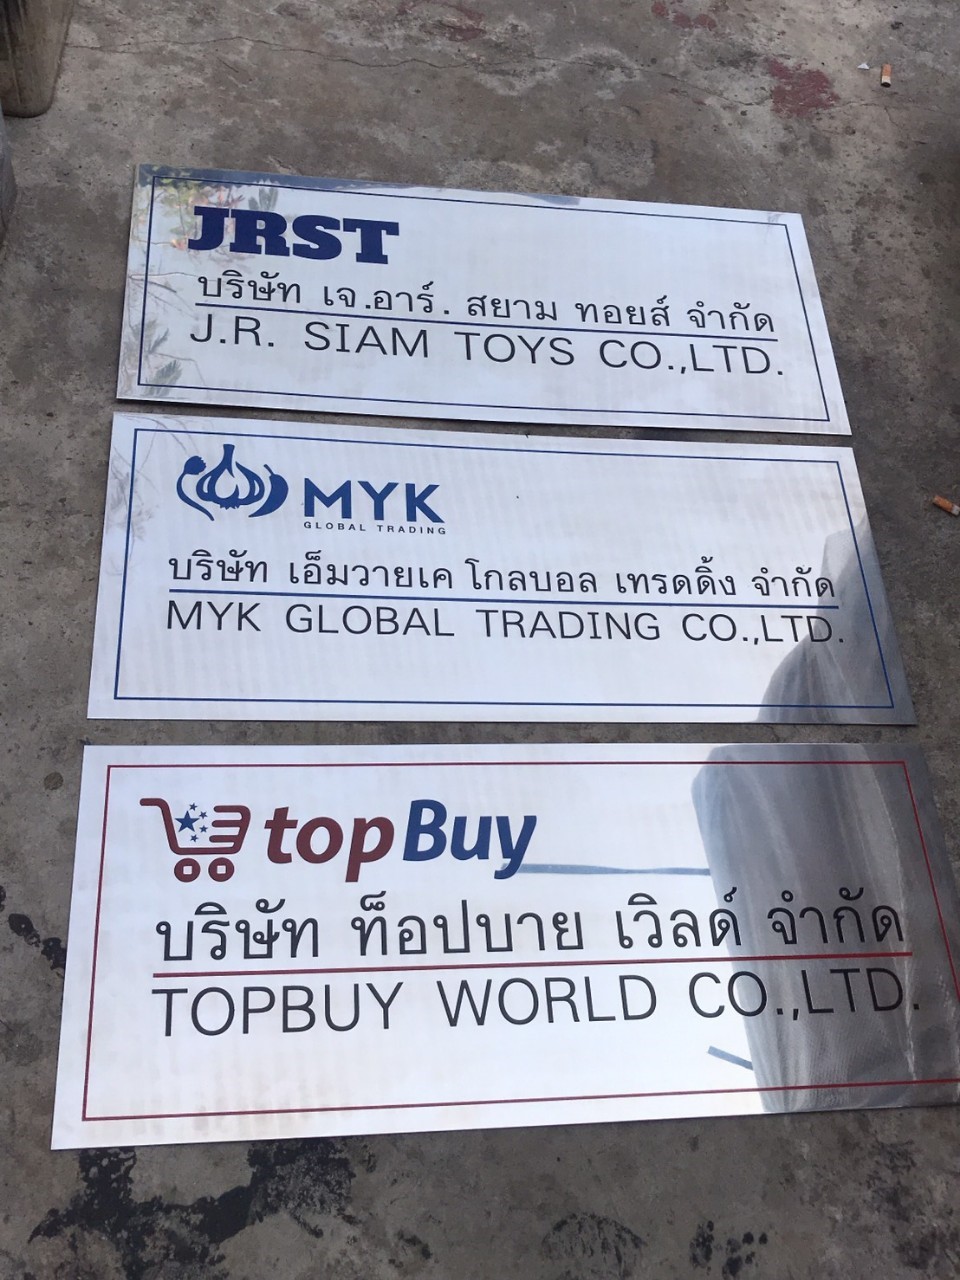 JRST
บริษัท เจ.อาร์. สยาม ทอยส์ จำกัด
J.R. SIAM TOYS CO.,LTD.
MYK
GLOBAL TRADING
บริษัท เอ็มวายเค โกลบอล เทรดดิ้ง จำกัด
MYK GLOBAL TRADING CO.,LTD.
topBuy
บริษัท ท็อปบาย เวิลด์ จำกัด
TOPBUY WORLD CO.,LTD.